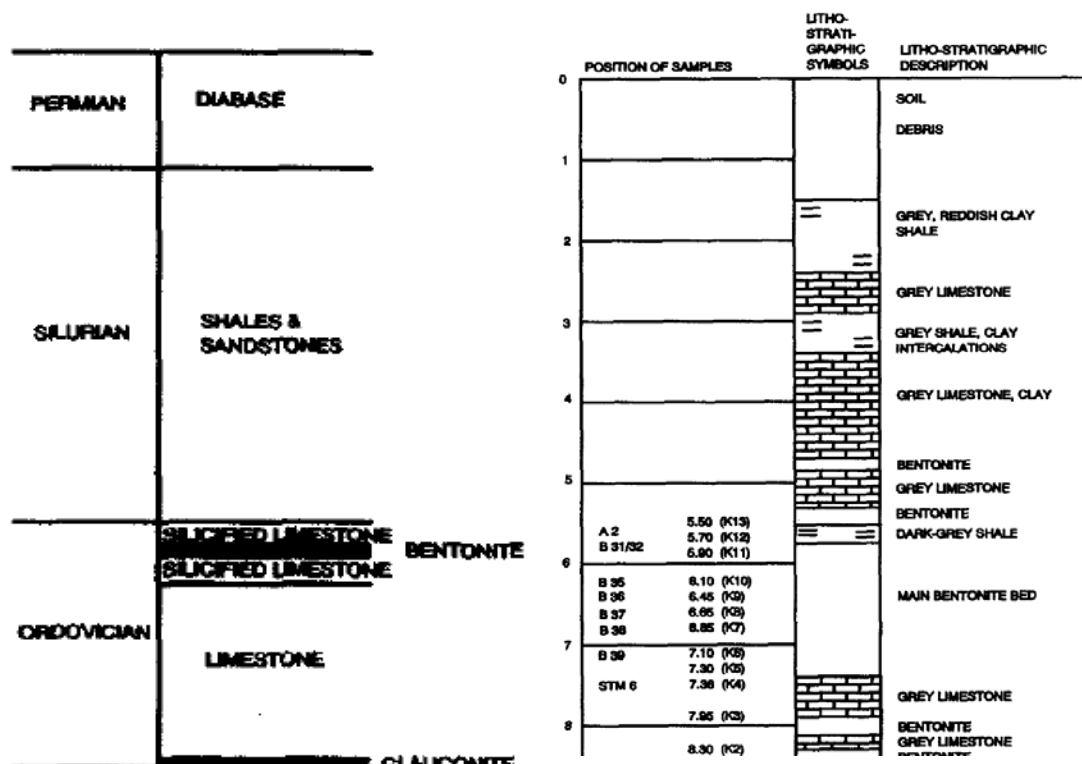 PERMIAN
DIABASE
SILURIAN
SHALES &
SANDSTONES
SILICIFIED LIMESTONE
BENTONITE
SILICIFIED LIMESTONE
ORDOVICIAN
LIMESTONE
GLAUCONITE
POSITION OF SAMPLES
LITHO-
STRATI-
GRAPHIC
SYMBOLS
LITHO-STRATIGRAPHIC
DESCRIPTION
0
SOIL
DEBRIS
1
GREY, REDDISH CLAY
SHALE
2
GREY LIMESTONE
3
GREY SHALE, CLAY
INTERCALATIONS
4
GREY LIMESTONE, CLAY
BENTONITE
5
GREY LIMESTONE
BENTONITE
5.50 (K13)
A 2 5.70 (K12)
DARK-GREY SHALE
B 31/32 5.90 (K11)
6
B 35 6.10 (K10)
B 36 6.45 (K9)
MAIN BENTONITE BED
B 37 6.65 (K8)
B 38 6.85 (K7)
7
B 39 7.10 (K6)
7.30 (K5)
STM 6 7.36 (K4)
GREY LIMESTONE
7.95 (K3)
8
BENTONITE
GREY LIMESTONE
8.30 (K2)
BENTONITE